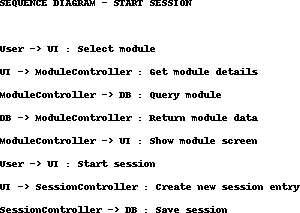 SEQUENCE DIAGRAM - START SESSION
User -> UI : Select module
UI -> ModuleController : Get module details
ModuleController -> DB : Query module
DB -> ModuleController : Return module data
ModuleController -> UI : Show module screen
User -> UI : Start session
UI -> SessionController : Create new session entry
SessionController -> DB : Save session